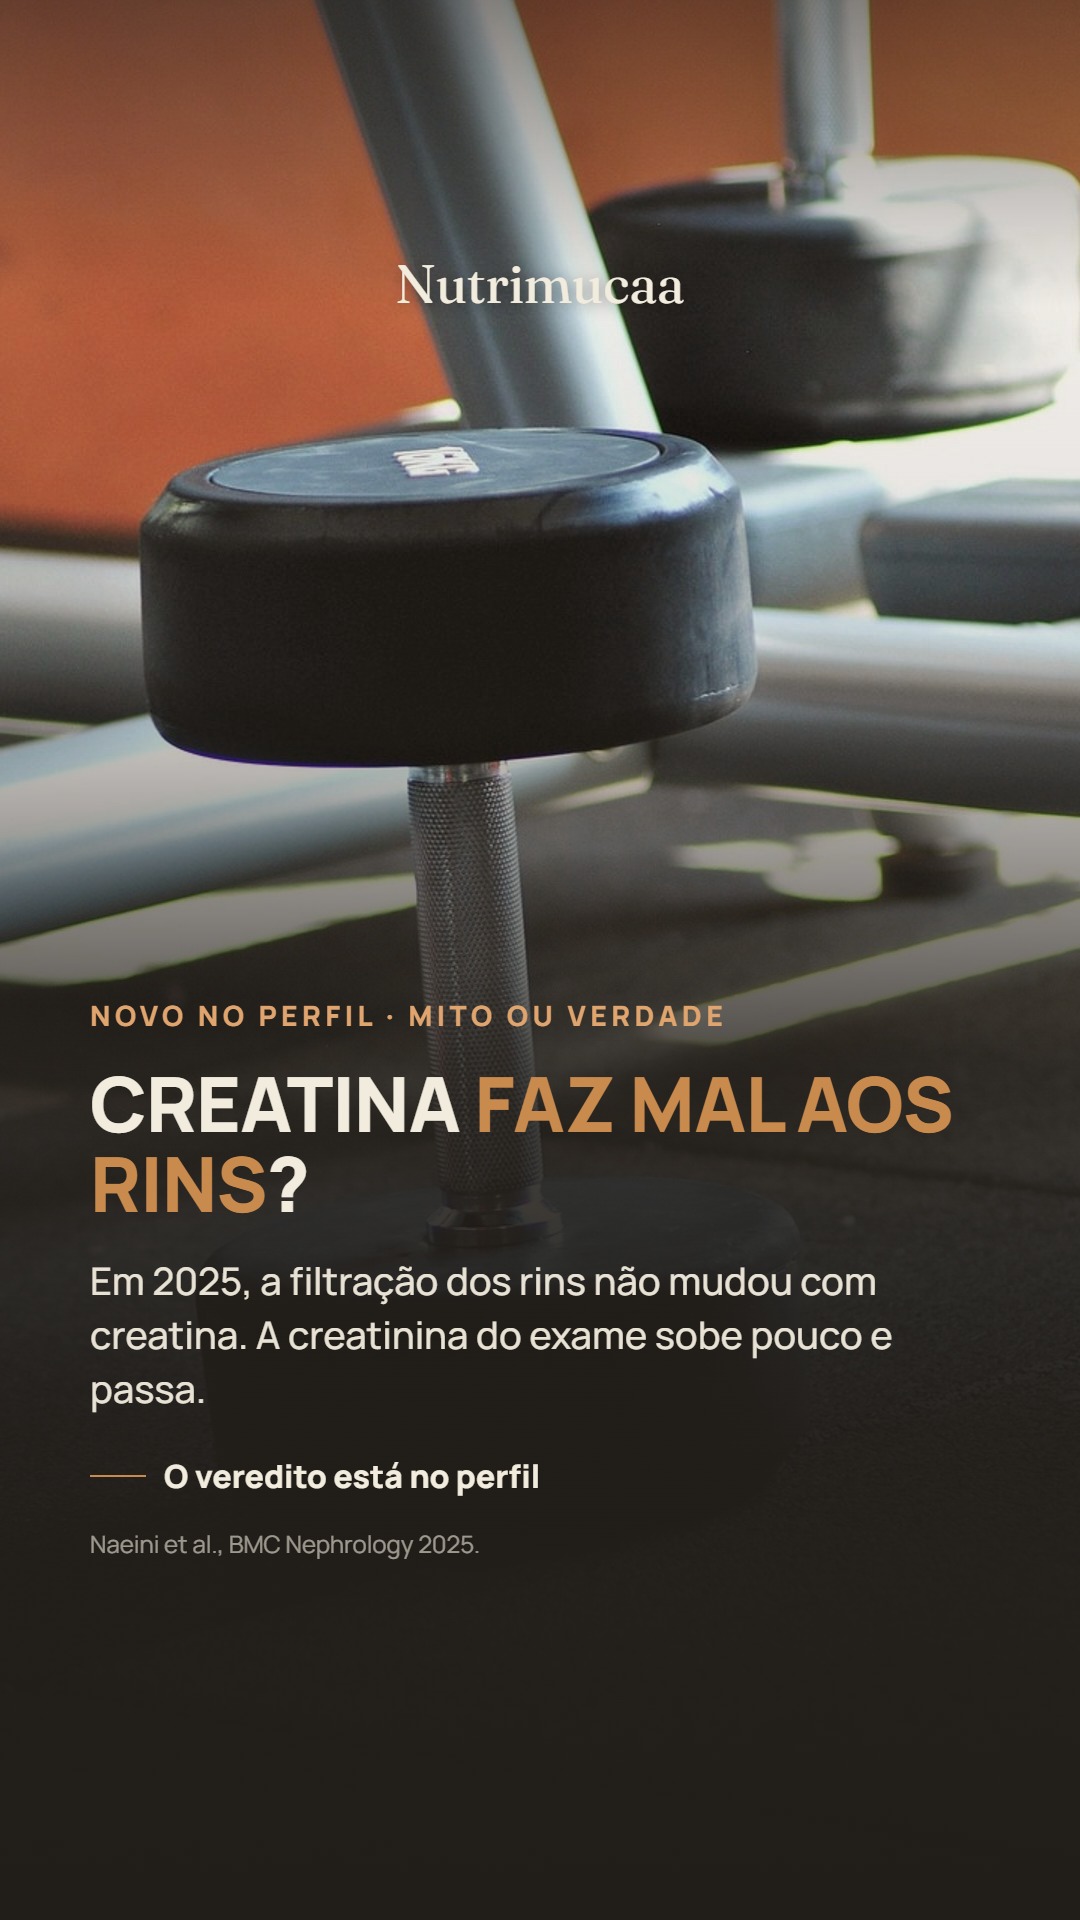 Nutrimucaa
NOVO NO PERFIL · MITO OU VERDADE
CREATINA FAZ MAL AOS
RINS?
Em 2025, a filtração dos rins não mudou com
creatina. A creatinina do exame sobe pouco e
passa.
O veredito está no perfil
Naeini et al., BMC Nephrology 2025.